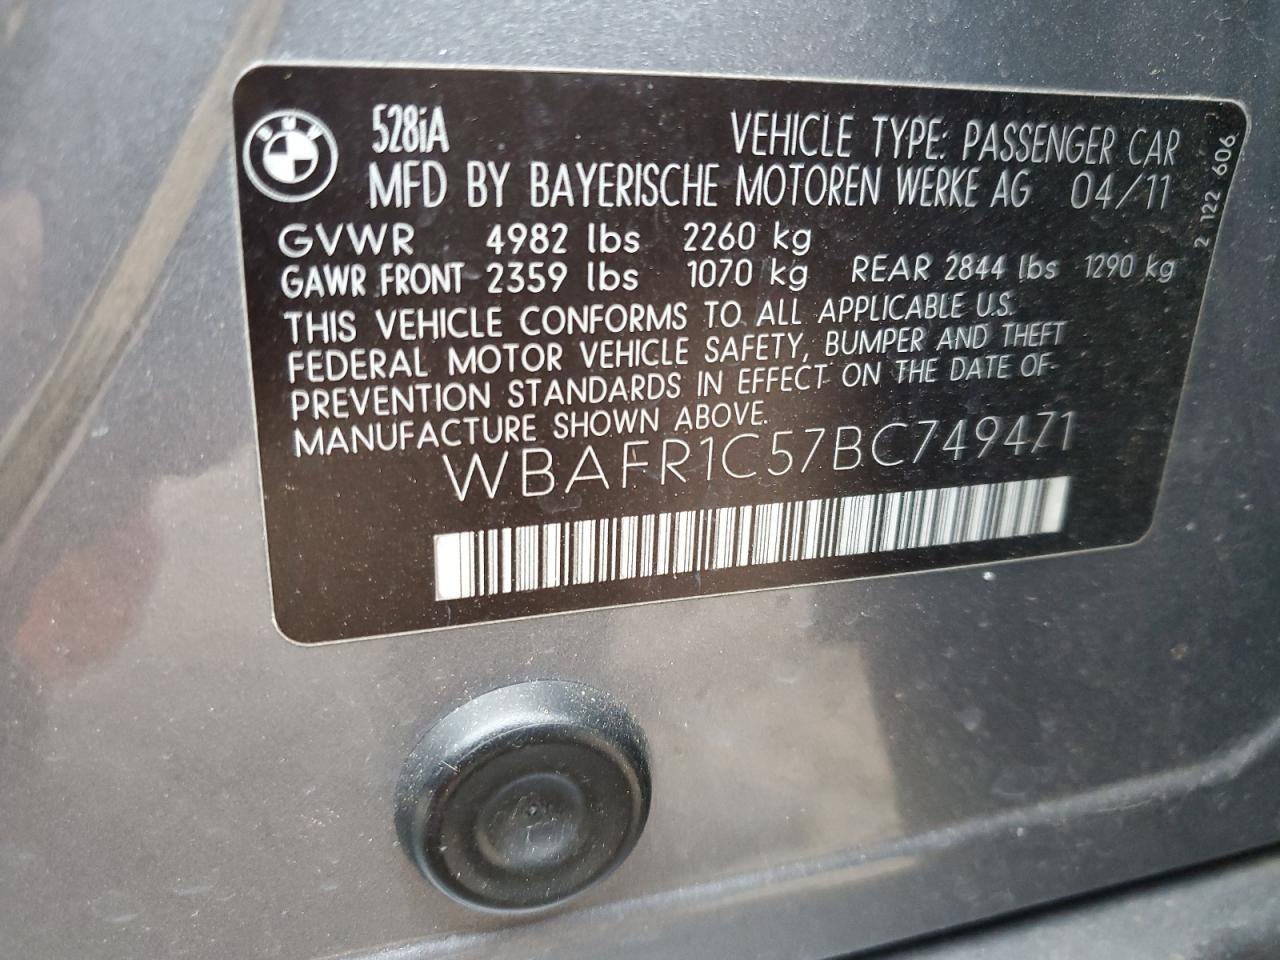 BMW
528iA VEHICLE TYPE: PASSENGER CAR
MFD BY BAYERISCHE MOTOREN WERKE AG 04/11
GVWR 4982 lbs 2260 kg
GAWR FRONT 2359 lbs 1070 kg REAR 2844 lbs 1290 kg
THIS VEHICLE CONFORMS TO ALL APPLICABLE U.S.
FEDERAL MOTOR VEHICLE SAFETY, BUMPER AND THEFT
PREVENTION STANDARDS IN EFFECT ON THE DATE OF
MANUFACTURE SHOWN ABOVE.
WBAFR1C57BC749471
2 122 606